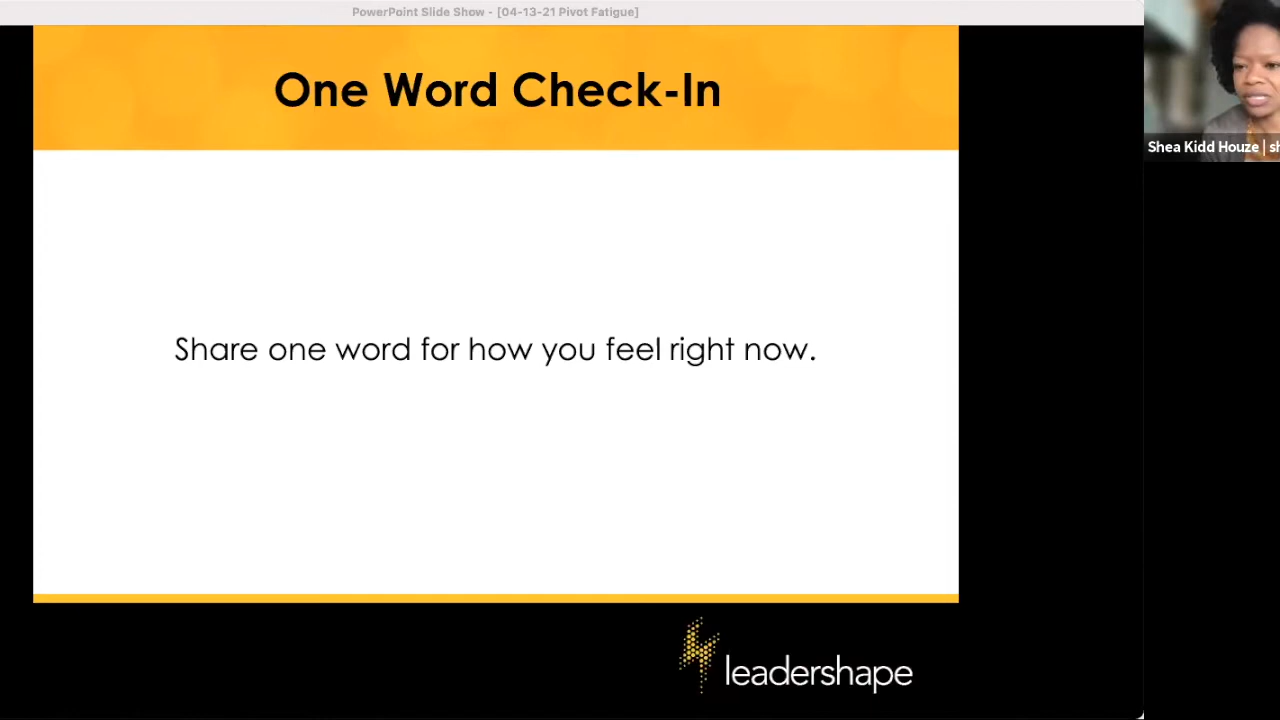 PowerPoint Slide Show - [04-13-21 Pivot Fatigue]
One Word Check-In
Shea Kidd Houze | sh
Share one word for how you feel right now.
leadershape